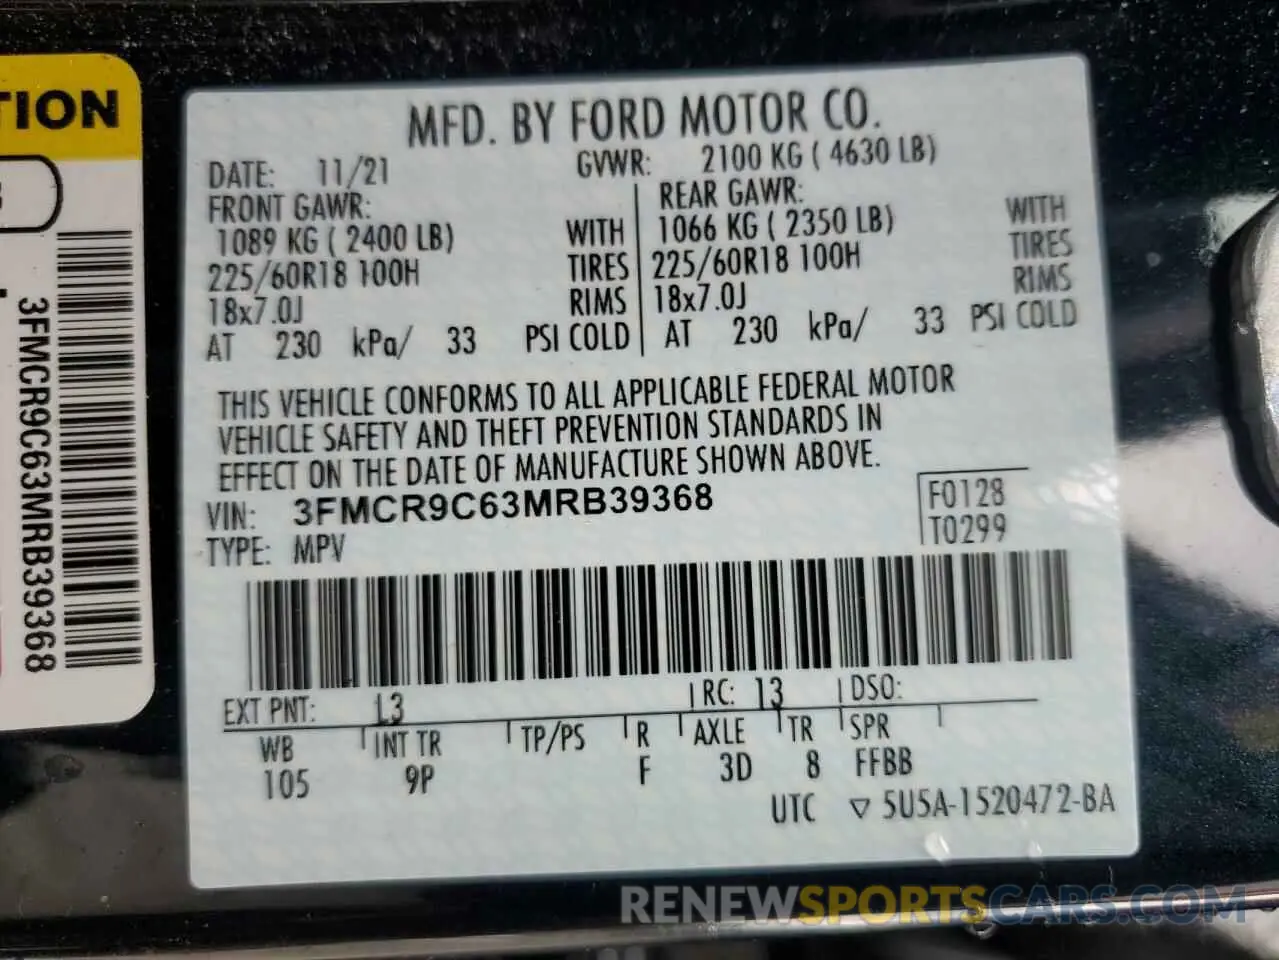 TION
3FMCR9C63MRB39368
MFD. BY FORD MOTOR CO.
DATE: 11/21 GVWR: 2100 KG ( 4630 LB)
FRONT GAWR: REAR GAWR:
1089 KG ( 2400 LB) WITH 1066 KG ( 2350 LB) WITH
225/60R18 100H TIRES 225/60R18 100H TIRES
18x7.0J RIMS 18x7.0J RIMS
AT 230 kPa/ 33 PSI COLD AT 230 kPa/ 33 PSI COLD
THIS VEHICLE CONFORMS TO ALL APPLICABLE FEDERAL MOTOR
VEHICLE SAFETY AND THEFT PREVENTION STANDARDS IN
EFFECT ON THE DATE OF MANUFACTURE SHOWN ABOVE.
VIN: 3FMCR9C63MRB39368 F0128
TYPE: MPV T0299
EXT PNT: L3 RC: 13 DSO:
WB INT TR TP/PS R AXLE TR SPR
105 9P F 3D 8 FFBB
UTC ▽ 5U5A-1520472-BA
RENEWSPORTSCARS.COM